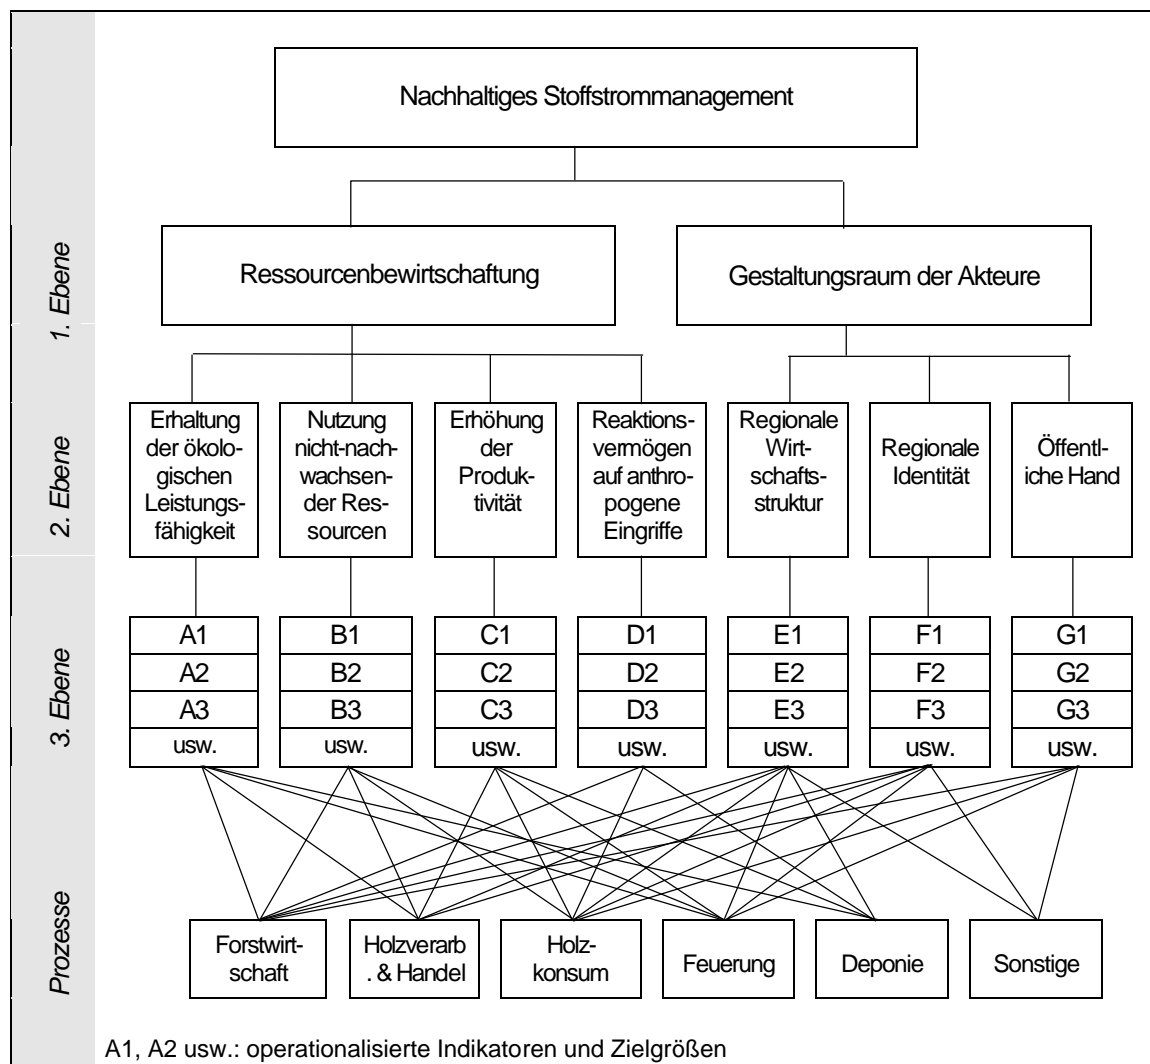 Nachhaltiges Stoffstrommanagement
1. Ebene
Ressourcenbewirtschaftung
Gestaltungsraum der Akteure
2. Ebene
Erhaltung
der ökolo-
gischen
Leistungs-
fähigkeit
Nutzung
nicht-nach-
wachsen-
der Res-
sourcen
Erhöhung
der
Produk-
tivität
Reaktions-
vermögen
auf anthro-
pogene
Eingriffe
Regionale
Wirt-
schafts-
struktur
Regionale
Identität
Öffentl-
iche Hand
3. Ebene
A1
A2
A3
usw.
B1
B2
B3
usw.
C1
C2
C3
usw.
D1
D2
D3
usw.
E1
E2
E3
usw.
F1
F2
F3
usw.
G1
G2
G3
usw.
Prozesse
Forstwirt-
schaft
Holzverarb
. & Handel
Holz-
konsum
Feuerung
Deponie
Sonstige
A1, A2 usw.: operationalisierte Indikatoren und Zielgrößen